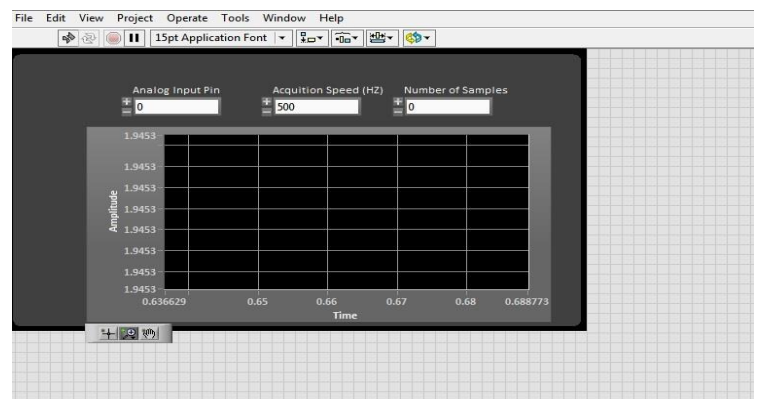 File Edit View Project Operate Tools Window Help
15pt Application Font
Analog Input Pin Acquition Speed (HZ) Number of Samples
0 500 0
1.9453
1.9453
1.9453
1.9453
1.9453
1.9453
1.9453
1.9453
Amplitude
0.636629 0.65 0.66 0.67 0.68 0.688773
Time